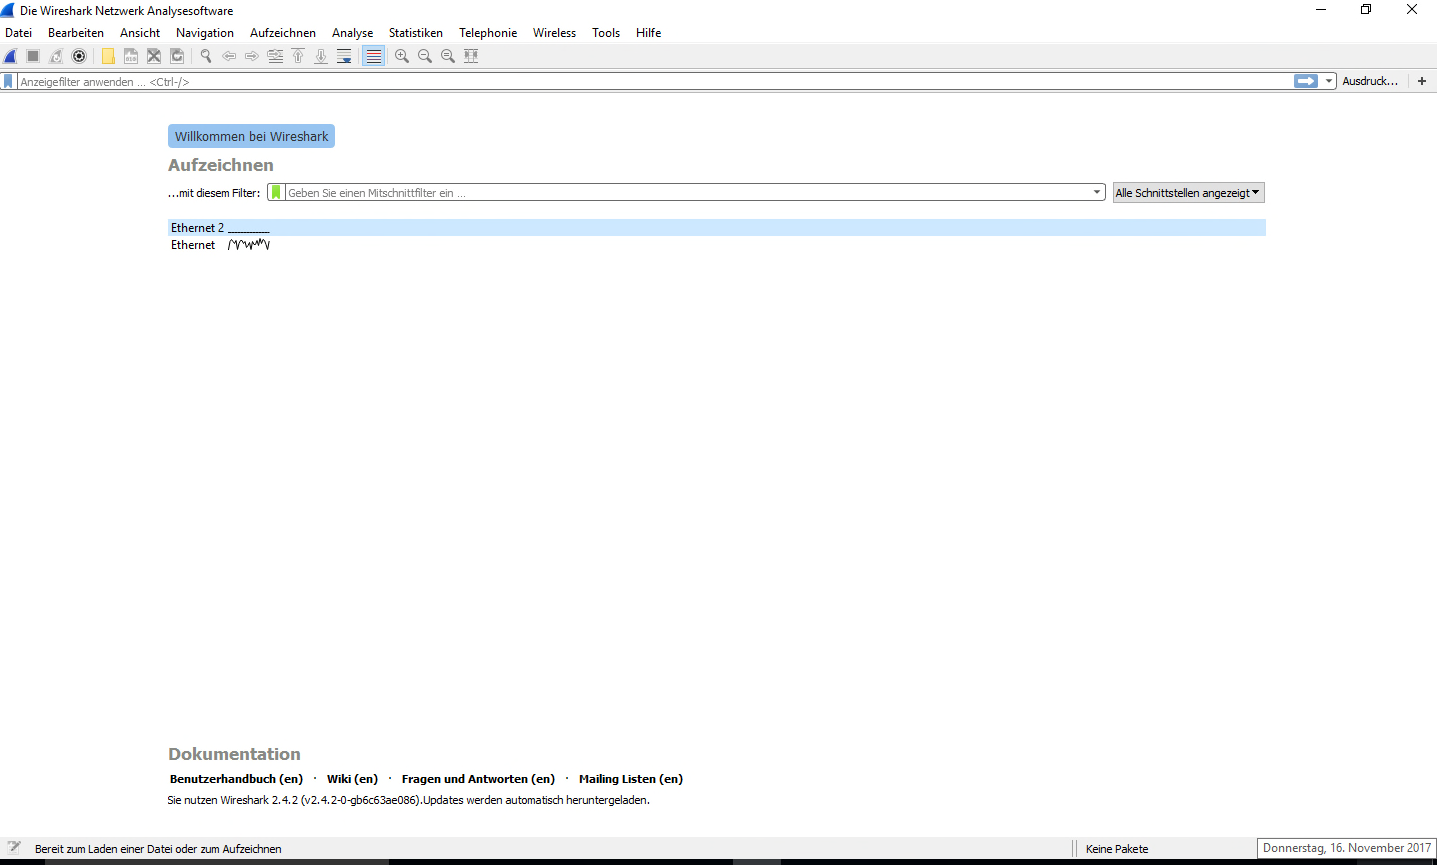 Die Wireshark Netzwerk Analysesoftware
Datei Bearbeiten Ansicht Navigation Aufzeichnen Analyse Statistiken Telephonie Wireless Tools Hilfe
Anzeigefilter anwenden ... <Ctrl-/> Ausdruck... +
Willkommen bei Wireshark
Aufzeichnen
...mit diesem Filter: Geben Sie einen Mitschnittfilter ein ... Alle Schnittstellen angezeigt
Ethernet 2
Ethernet
Dokumentation
Benutzerhandbuch (en) · Wiki (en) · Fragen und Antworten (en) · Mailing Listen (en)
Sie nutzen Wireshark 2.4.2 (v2.4.2-0-gb6c63ae086).Updates werden automatisch heruntergeladen.
Bereit zum Laden einer Datei oder zum Aufzeichnen Keine Pakete Donnerstag, 16. November 2017